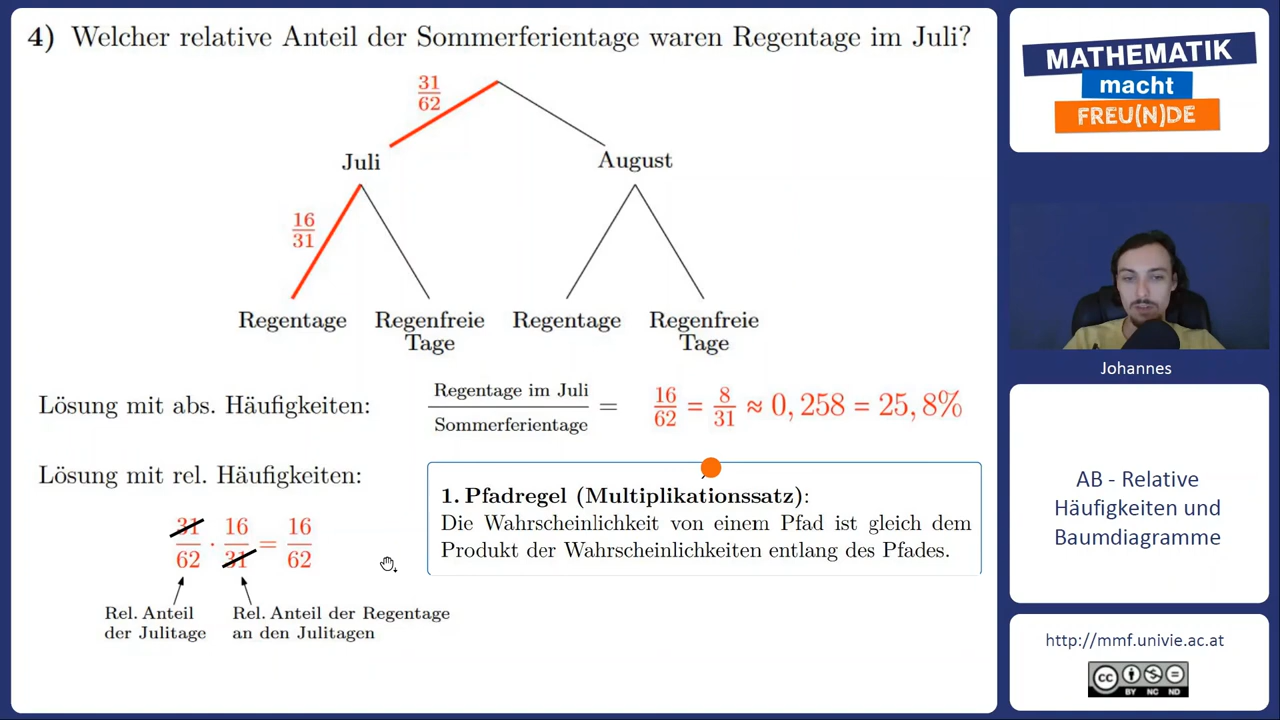 4) Welcher relative Anteil der Sommerferientage waren Regentage im Juli?
31
62
Juli
August
16
31
Regentage
Regenfreie
Tage
Regentage
Regenfreie
Tage
Lösung mit abs. Häufigkeiten:
Regentage im Juli
Sommerferientage
=
16/62 = 8/31 ≈ 0,258 = 25,8%
Lösung mit rel. Häufigkeiten:
31/62 · 16/31 = 16/62
Rel. Anteil
der Julitage
Rel. Anteil der Regentage
an den Julitagen
1. Pfadregel (Multiplikationssatz):
Die Wahrscheinlichkeit von einem Pfad ist gleich dem
Produkt der Wahrscheinlichkeiten entlang des Pfades.
MATHEMATIK
macht
FREU(N)DE
Johannes
AB - Relative
Häufigkeiten und
Baumdiagramme
http://mmf.univie.ac.at
CC BY NC ND